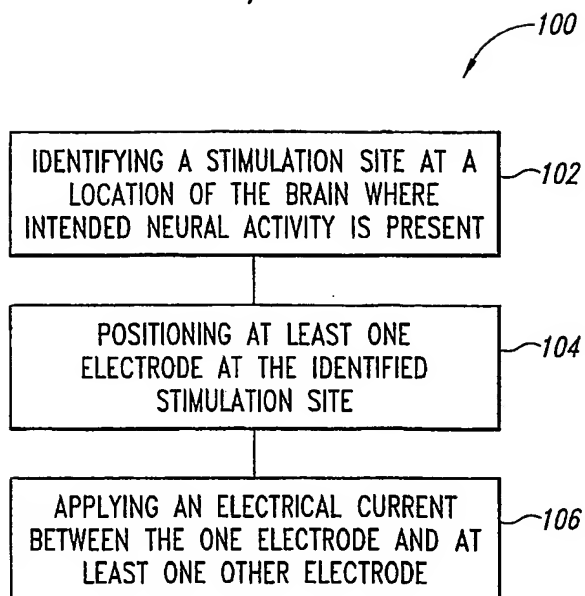 100
IDENTIFYING A STIMULATION SITE AT A
LOCATION OF THE BRAIN WHERE
INTENDED NEURAL ACTIVITY IS PRESENT
102
POSITIONING AT LEAST ONE
ELECTRODE AT THE IDENTIFIED
STIMULATION SITE
104
APPLYING AN ELECTRICAL CURRENT
BETWEEN THE ONE ELECTRODE AND AT
LEAST ONE OTHER ELECTRODE
106